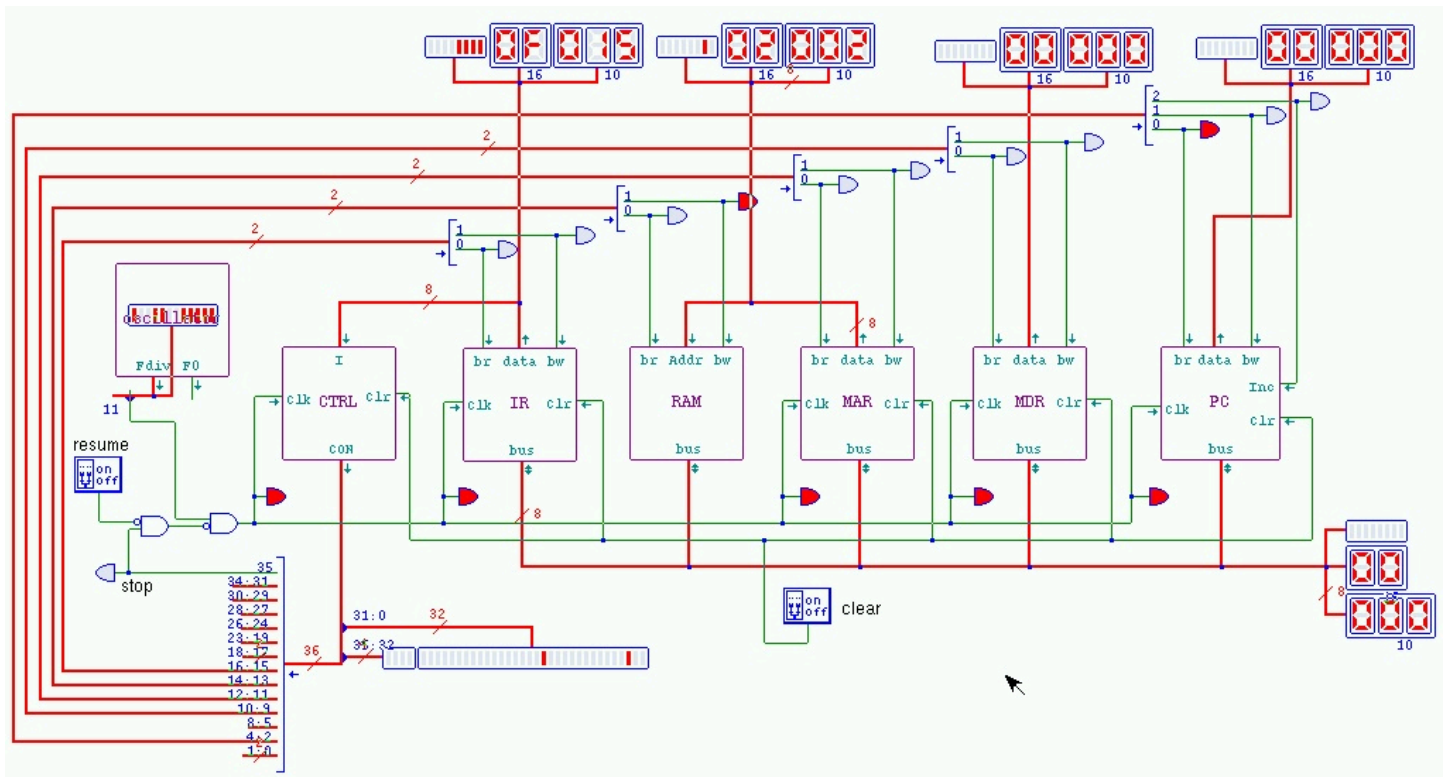 0F 015
02 002
00 000
00 000
16 10
16 8 10
16 10
16 10
2
1
0
2
1
0
2
1
0
2
1
0
2
1
0
8
8
oscillator
Fdiv F0
11
I
clk CTRL clr
CON
br data bw
clk IR clr
bus
br Addr bw
RAM
bus
br data bw
clk MAR clr
bus
br data bw
clk MDR clr
bus
br data bw
Inc
clk PC
clr
bus
resume
on
off
8
stop
35
34:31
30:29
28:27
26:24
23:19
18:17
16:15
14:13
12:11
10:9
8:5
4:2
1:0
36
31:0
32
35:32
on
off
clear
00
8
000
10